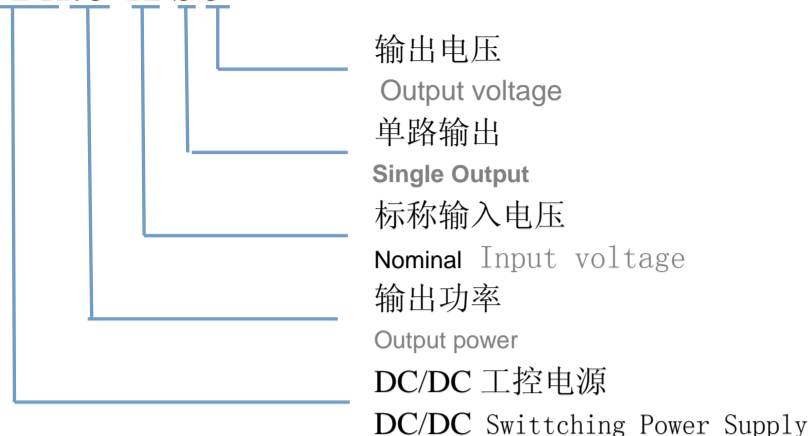 输出电压
Output voltage
单路输出
Single Output
标称输入电压
Nominal Input voltage
输出功率
Output power
DC/DC 工控电源
DC/DC Swittching Power Supply